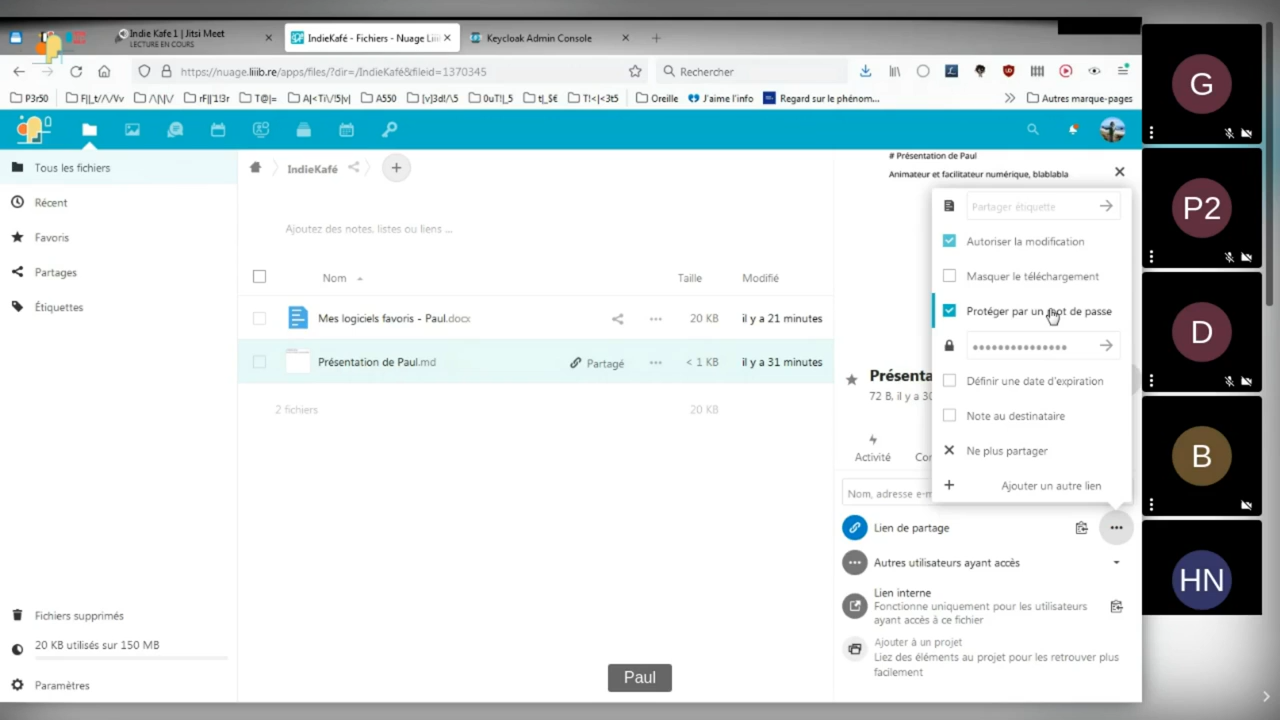 Indie Kafe 1 | Jitsi Meet
LECTURE EN COURS
IndieKafé - Fichiers - Nuage Liiib
Keycloak Admin Console
https://nuage.liiib.re/apps/files/?dir=/IndieKafé&fileid=1370345
Rechercher
P3r50
A550
Oreille
J'aime l'info
Regard sur le phénom...
Autres marque-pages
Tous les fichiers
Récent
Favoris
Partages
Étiquettes
Fichiers supprimés
20 KB utilisés sur 150 MB
Paramètres
IndieKafé
Ajoutez des notes, listes ou liens ...
Nom
Taille
Modifié
Mes logiciels favoris - Paul.docx
20 KB
il y a 21 minutes
Présentation de Paul.md
Partagé
< 1 KB
il y a 31 minutes
2 fichiers
20 KB
# Présentation de Paul
Animateur et facilitateur numérique, blablabla
Partager étiquette
Autoriser la modification
Masquer le téléchargement
Protéger par un mot de passe
Définir une date d'expiration
Note au destinataire
Ne plus partager
Ajouter un autre lien
Présenta
72 B, il y a 30
Activité
Nom, adresse e-m
Lien de partage
Autres utilisateurs ayant accès
Lien interne
Fonctionne uniquement pour les utilisateurs
ayant accès à ce fichier
Ajouter à un projet
Liez des éléments au projet pour les retrouver plus
facilement
Paul
G
P2
D
B
HN